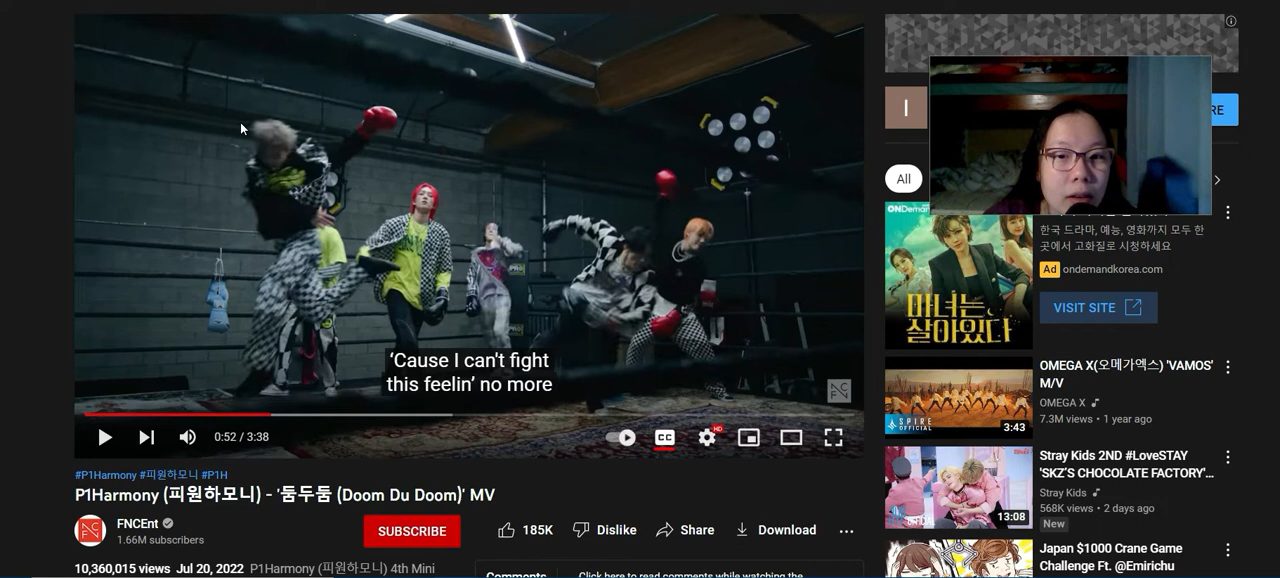 'Cause I can't fight
this feelin' no more
0:52 / 3:38
CC
HD
#P1Harmony #피원하모니 #P1H
P1Harmony (피원하모니) - '둠두둠 (Doom Du Doom)' MV
FNCEnt
1.66M subscribers
SUBSCRIBE
185K
Dislike
Share
Download
10,360,015 views Jul 20, 2022 P1Harmony (피원하모니) 4th Mini
Comments
Click here to read comments while watching the
I
RE
All
ONDeman
마녀는
살아있다
한국 드라마, 예능, 영화까지 모두 한
곳에서 고화질로 시청하세요
Ad ondemandkorea.com
VISIT SITE
SPIRE
OFFICIAL
3:43
OMEGA X(오메가엑스) 'VAMOS'
M/V
OMEGA X
7.3M views • 1 year ago
13:08
Stray Kids 2ND #LoveSTAY
'SKZ'S CHOCOLATE FACTORY'...
Stray Kids
568K views • 2 days ago
New
Japan $1000 Crane Game
Challenge Ft. @Emirichu